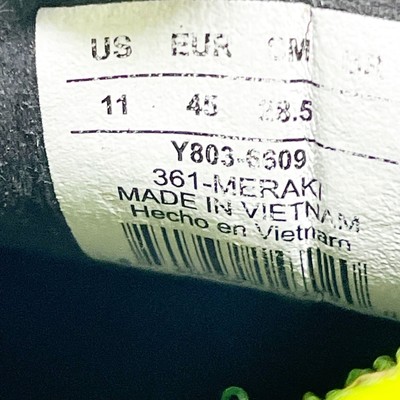 US EUR CM
11 45 28.5
Y803-6609
361-MERAKI
MADE IN VIETNAM
Hecho en Vietnam